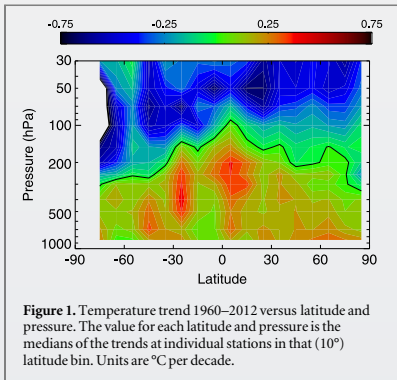 -0.75 -0.25 0.25 0.75
30
50
100
200
500
1000
Pressure (hPa)
-90 -60 -30 0 30 60 90
Latitude
Figure 1. Temperature trend 1960–2012 versus latitude and
pressure. The value for each latitude and pressure is the
medians of the trends at individual stations in that (10°)
latitude bin. Units are °C per decade.